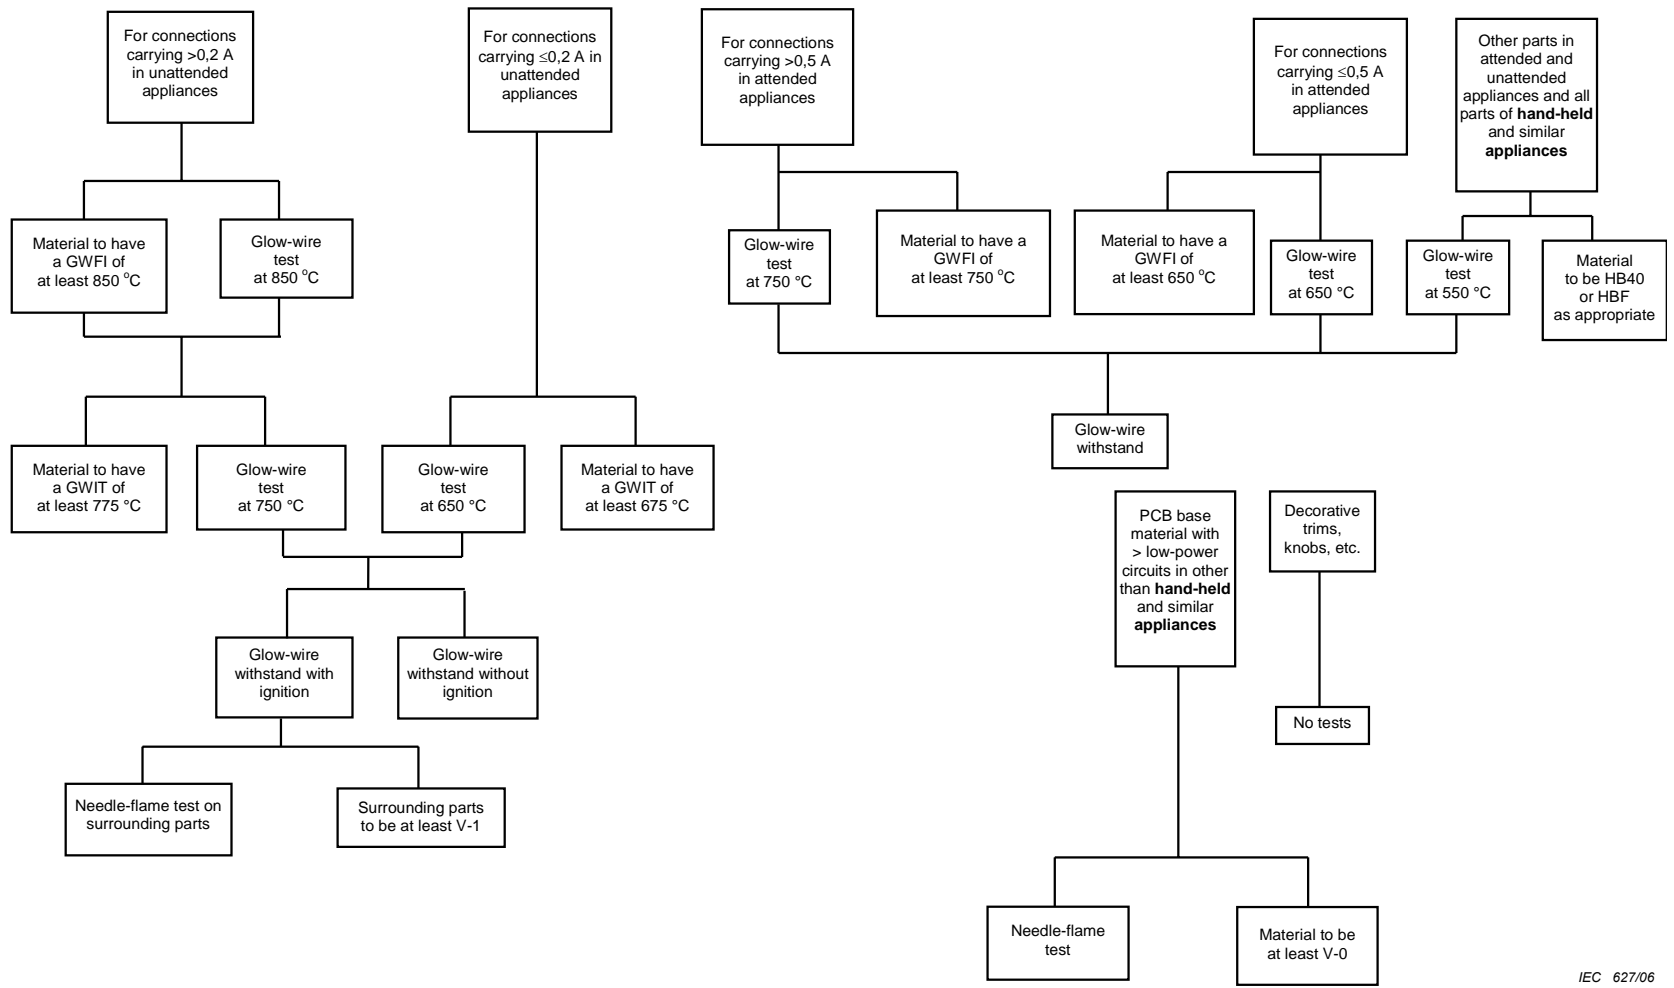 For connections
carrying >0,2 A
in unattended
appliances
For connections
carrying ≤0,2 A in
unattended
appliances
For connections
carrying >0,5 A
in attended
appliances
For connections
carrying ≤0,5 A
in attended
appliances
Other parts in
attended and
unattended
appliances and all
parts of hand-held
and similar
appliances
Material to have
a GWFI of
at least 850 °C
Glow-wire
test
at 850 °C
Glow-wire
test
at 750 °C
Material to have a
GWFI of
at least 750 °C
Material to have a
GWFI of
at least 650 °C
Glow-wire
test
at 650 °C
Glow-wire
test
at 550 °C
Material
to be HB40
or HBF
as appropriate
Glow-wire
withstand
Material to have
a GWIT of
at least 775 °C
Glow-wire
test
at 750 °C
Glow-wire
test
at 650 °C
Material to have
a GWIT of
at least 675 °C
PCB base
material with
> low-power
circuits in other
than hand-held
and similar
appliances
Decorative
trims,
knobs, etc.
Glow-wire
withstand with
ignition
Glow-wire
withstand without
ignition
No tests
Needle-flame test on
surrounding parts
Surrounding parts
to be at least V-1
Needle-flame
test
Material to be
at least V-0
IEC 627/06